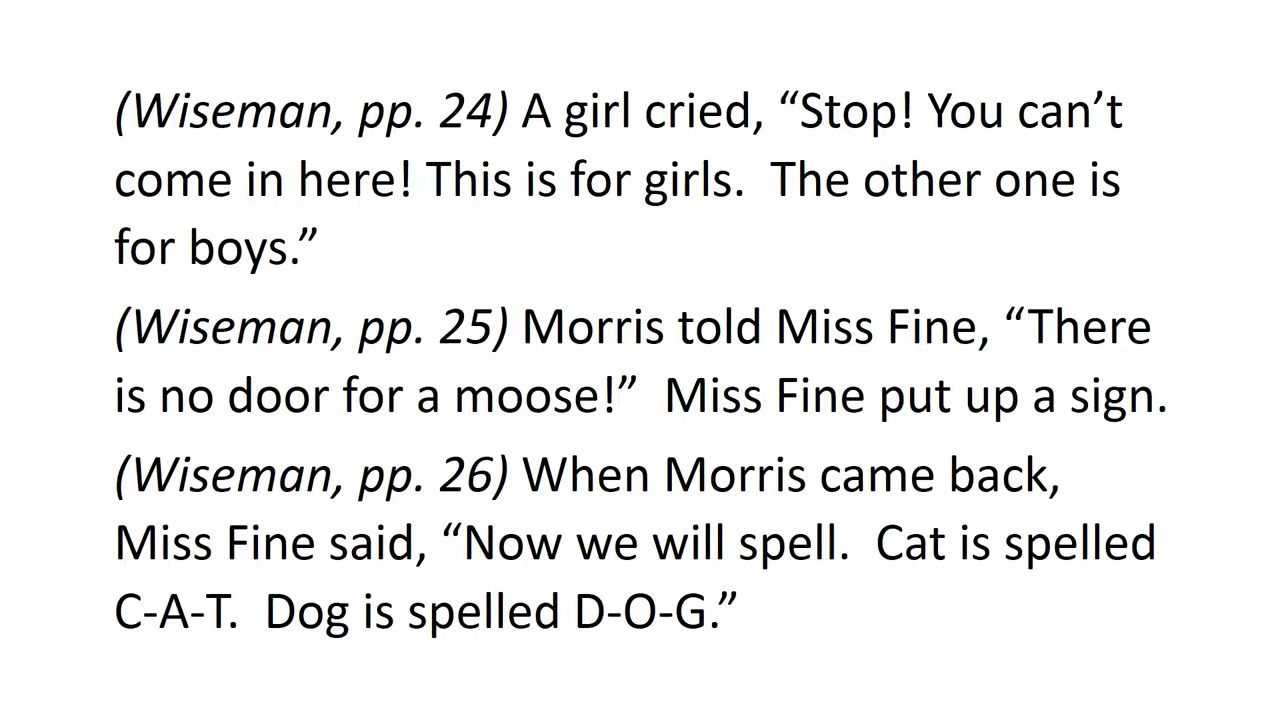 (Wiseman, pp. 24) A girl cried, “Stop! You can’t
come in here! This is for girls.  The other one is
for boys.”
(Wiseman, pp. 25) Morris told Miss Fine, “There
is no door for a moose!”  Miss Fine put up a sign.
(Wiseman, pp. 26) When Morris came back,
Miss Fine said, “Now we will spell.  Cat is spelled
C-A-T.  Dog is spelled D-O-G.”